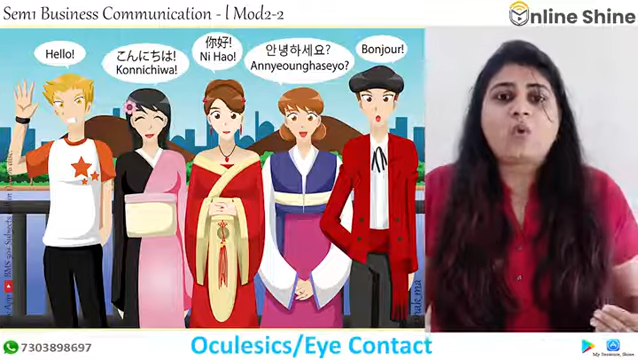 Sem1 Business Communication - l Mod2-2
Online Shine
Hello!
こんにちは!
Konnichiwa!
你好!
Ni Hao!
안녕하세요?
Annyeounghaseyo?
Bonjour!
7303898697
Oculesics/Eye Contact